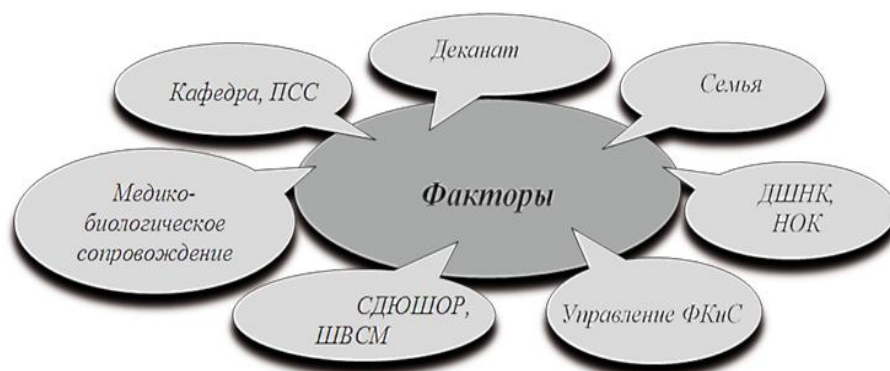 Деканат
Кафедра, ПСС
Семья
Медико-
биологическое
сопровождение
Факторы
ДШНК,
НОК
СДЮШОР,
ШВСМ
Управление ФКиС